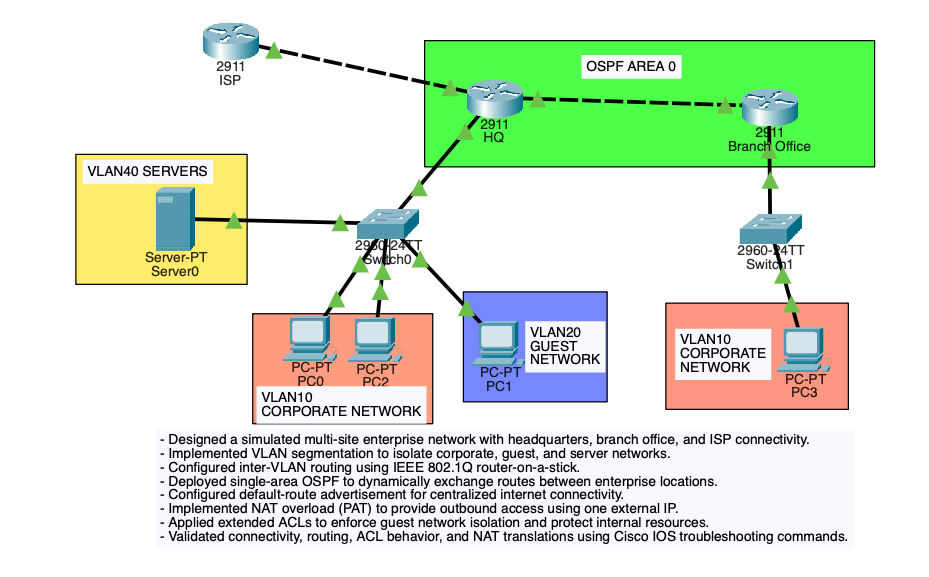 2911
ISP
OSPF AREA 0
2911
HQ
2911
Branch Office
VLAN40 SERVERS
Server-PT
Server0
2960-24TT
Switch0
2960-24TT
Switch1
PC-PT
PC0
PC-PT
PC2
VLAN10
CORPORATE NETWORK
PC-PT
PC1
VLAN20
GUEST
NETWORK
VLAN10
CORPORATE
NETWORK
PC-PT
PC3
- Designed a simulated multi-site enterprise network with headquarters, branch office, and ISP connectivity.
- Implemented VLAN segmentation to isolate corporate, guest, and server networks.
- Configured inter-VLAN routing using IEEE 802.1Q router-on-a-stick.
- Deployed single-area OSPF to dynamically exchange routes between enterprise locations.
- Configured default-route advertisement for centralized internet connectivity.
- Implemented NAT overload (PAT) to provide outbound access using one external IP.
- Applied extended ACLs to enforce guest network isolation and protect internal resources.
- Validated connectivity, routing, ACL behavior, and NAT translations using Cisco IOS troubleshooting commands.